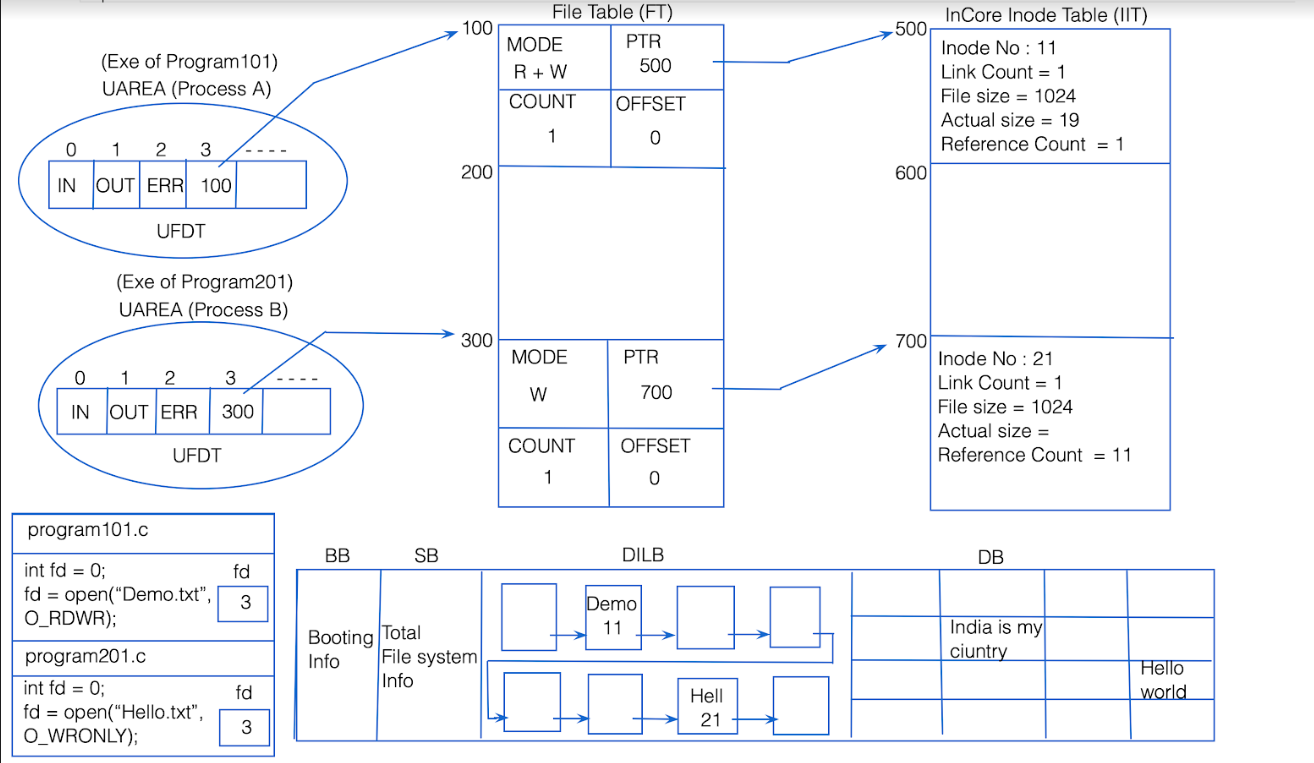 File Table (FT)
InCore Inode Table (IIT)
(Exe of Program101)
UAREA (Process A)
0 1 2 3 ----
IN OUT ERR 100
UFDT
(Exe of Program201)
UAREA (Process B)
0 1 2 3 ----
IN OUT ERR 300
UFDT
100
MODE PTR
R + W 500
COUNT OFFSET
1 0
200
300
MODE PTR
W 700
COUNT OFFSET
1 0
500
Inode No : 11
Link Count = 1
File size = 1024
Actual size = 19
Reference Count = 1
600
700
Inode No : 21
Link Count = 1
File size = 1024
Actual size =
Reference Count = 11
program101.c
int fd = 0; fd
fd = open(“Demo.txt”, 3
O_RDWR);
program201.c
int fd = 0; fd
fd = open(“Hello.txt”, 3
O_WRONLY);
BB SB DILB DB
Booting
Info
Total
File system
Info
Demo
11
Hell
21
India is my
ciuntry
Hello
world